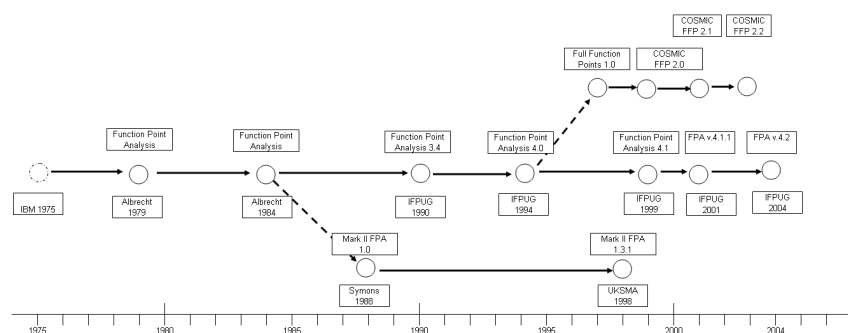 COSMIC
FFP 2.1
COSMIC
FFP 2.2
Full Function
Points 1.0
COSMIC
FFP 2.0
Function Point
Analysis
Function Point
Analysis
Function Point
Analysis 3.4
Function Point
Analysis 4.0
Function Point
Analysis 4.1
FPA v.4.1.1
FPA v.4.2
IBM 1975
Albrecht
1979
Albrecht
1984
IFPUG
1990
IFPUG
1994
IFPUG
1999
IFPUG
2001
IFPUG
2004
Mark II FPA
1.0
Mark II FPA
1.3.1
Symons
1988
UKSMA
1998
1975
1980
1985
1990
1995
2000
2005